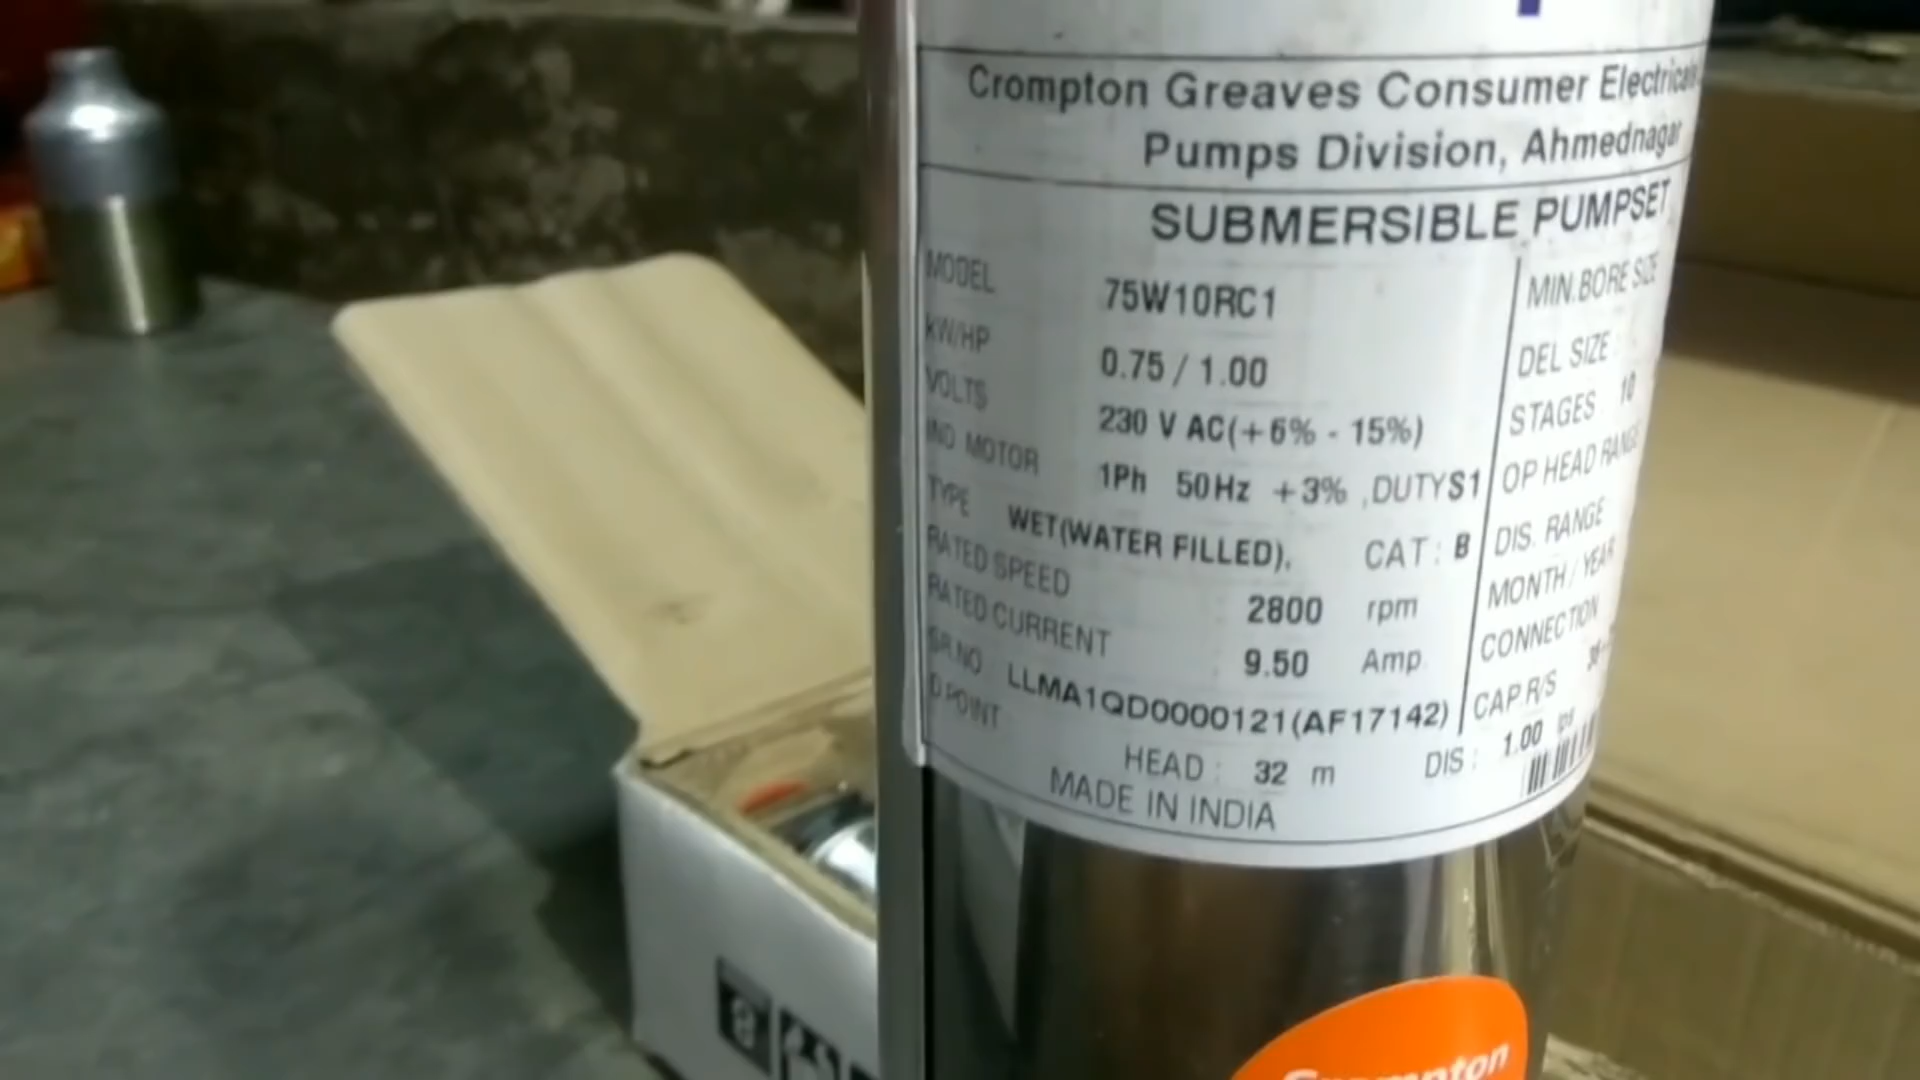 Crompton Greaves Consumer Electricals
Pumps Division, Ahmednagar
SUBMERSIBLE PUMPSET
MODEL 75W10RC1
kW/HP 0.75 / 1.00
VOLTS 230 V AC(+6% - 15%)
IND MOTOR 1Ph 50Hz +3% ,DUTY S1
TYPE WET(WATER FILLED), CAT : B
RATED SPEED 2800 rpm
RATED CURRENT 9.50 Amp
SR.NO LLMA1QD0000121(AF17142)
D.POINT HEAD : 32 m DIS : 1.00 lps
MADE IN INDIA
MIN.BORE SIZE
DEL SIZE :
STAGES 10
OP HEAD RANGE
DIS. RANGE
MONTH / YEAR
CONNECTION
CAP.R/S
Crompton